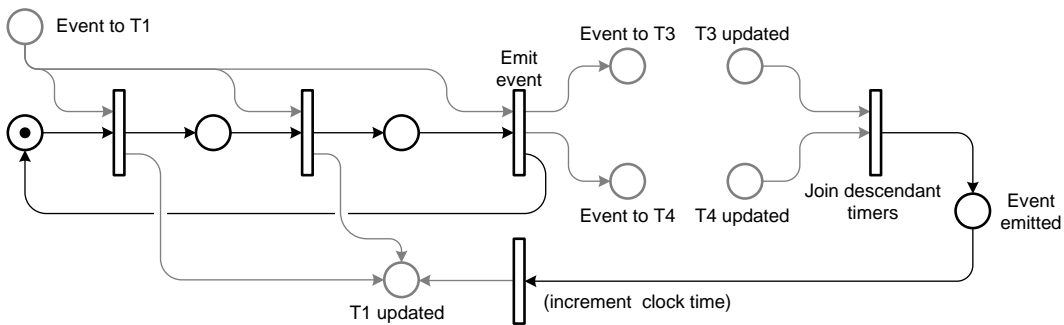 Event to T1
Emit
event
Event to T3
T3 updated
Event to T4
T4 updated
Join descendant
timers
Event
emitted
T1 updated
(increment clock time)